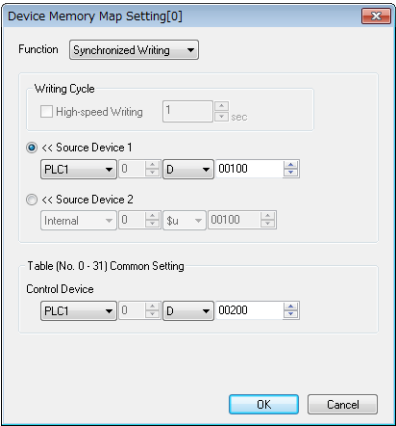 Device Memory Map Setting[0]
Function Synchronized Writing
Writing Cycle
High-speed Writing 1 sec
<< Source Device 1
PLC1 0 D 00100
<< Source Device 2
Internal 0 $u 00100
Table (No. 0 - 31) Common Setting
Control Device
PLC1 0 D 00200
OK Cancel